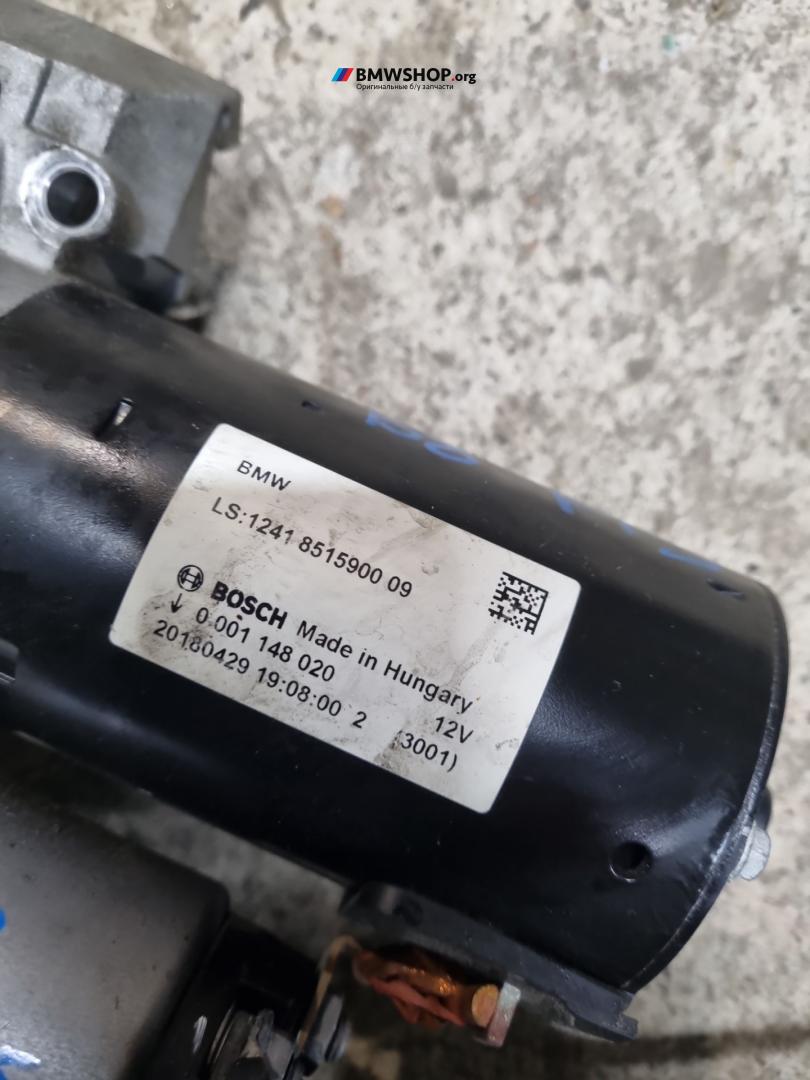 BMWSHOP.org
Оригинальные б/у запчасти
BMW
LS:1241 8515900 09
BOSCH Made in Hungary
0 001 148 020 12V
20180429 19:08:00 2 (3001)